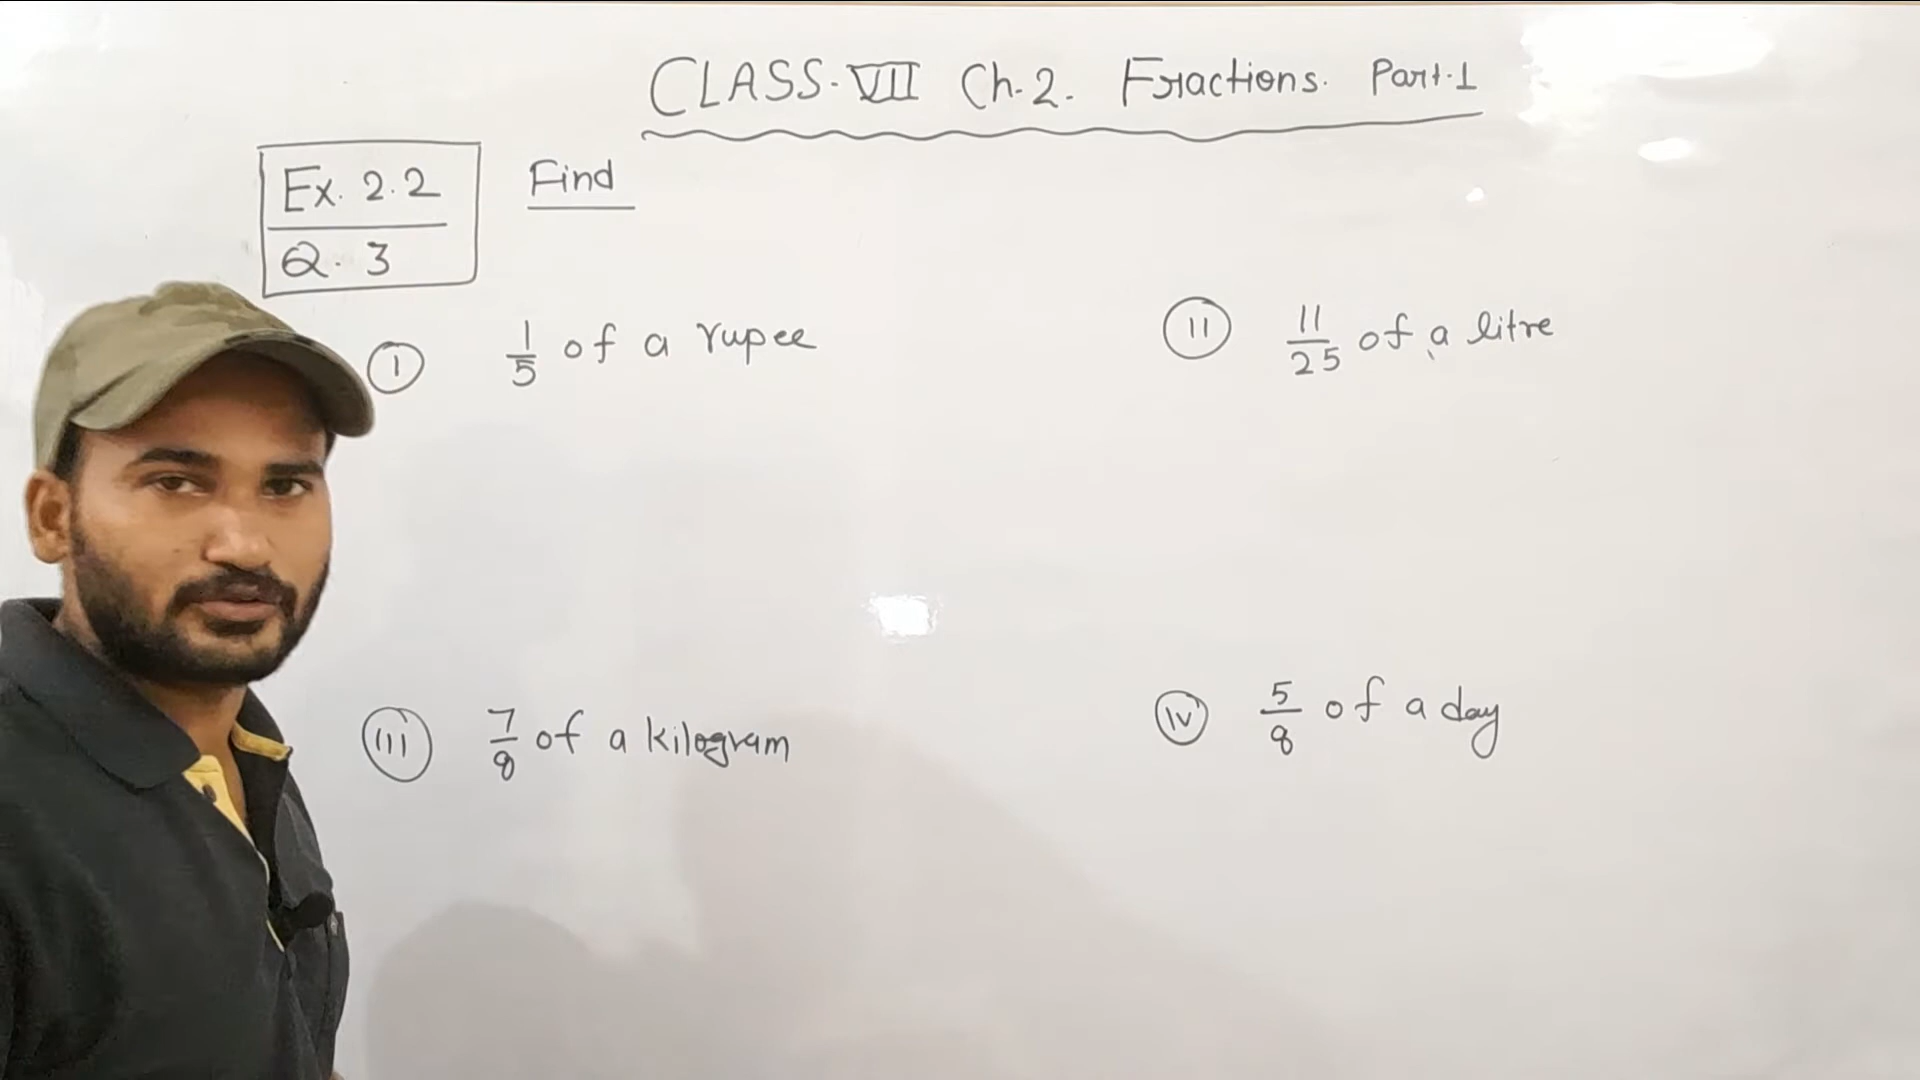 CLASS-VII Ch-2. Fractions. Part-1
Ex. 2.2 Find
Q. 3
(i) 1/5 of a rupee
(ii) 11/25 of a litre
(iii) 7/8 of a kilogram
(iv) 5/8 of a day